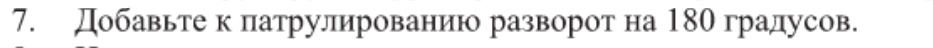 7. Добавьте к патрулированию разворот на 180 градусов.